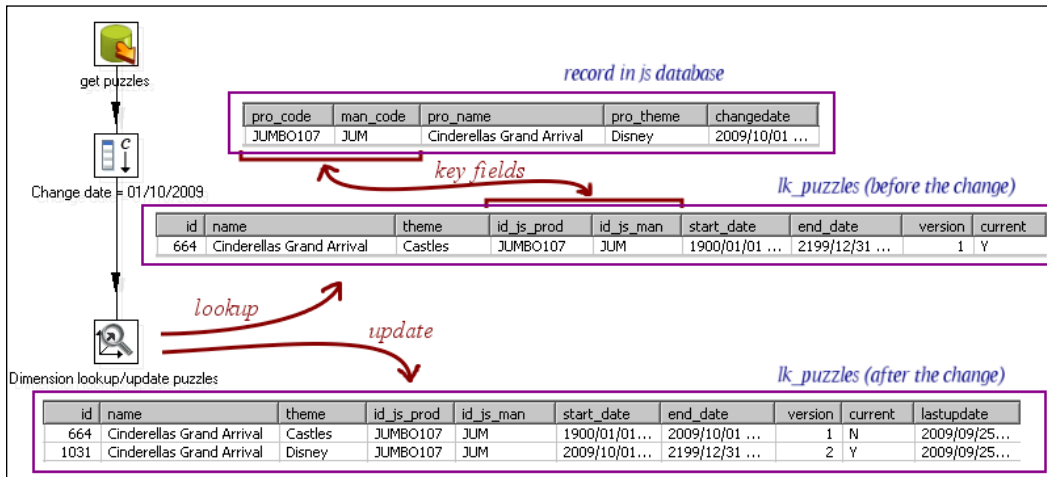 get puzzles
record in js database
pro_code man_code pro_name pro_theme changedate
JUMBO107 JUM Cinderellas Grand Arrival Disney 2009/10/01 ...
C
Change date = 01/10/2009
key fields
lk_puzzles (before the change)
id name theme id_js_prod id_js_man start_date end_date version current
664 Cinderellas Grand Arrival Castles JUMBO107 JUM 1900/01/01 ... 2199/12/31 ... 1 Y
lookup
update
Dimension lookup/update puzzles
lk_puzzles (after the change)
id name theme id_js_prod id_js_man start_date end_date version current lastupdate
664 Cinderellas Grand Arrival Castles JUMBO107 JUM 1900/01/01... 2009/10/01 ... 1 N 2009/09/25...
1031 Cinderellas Grand Arrival Disney JUMBO107 JUM 2009/10/01... 2199/12/31 ... 2 Y 2009/09/25...